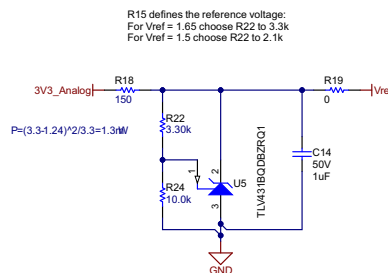 R15 defines the reference voltage:
For Vref = 1.65 choose R22 to 3.3k
For Vref = 1.5 choose R22 to 2.1k
R18
R19
3V3_Analog
Vref
150
0
R22
3.30k
P=(3.3-1.24)^2/3.3=1.3mW
C14
50V
1uF
1
2
U5
3
TLV431BQDBZRQ1
R24
10.0k
GND